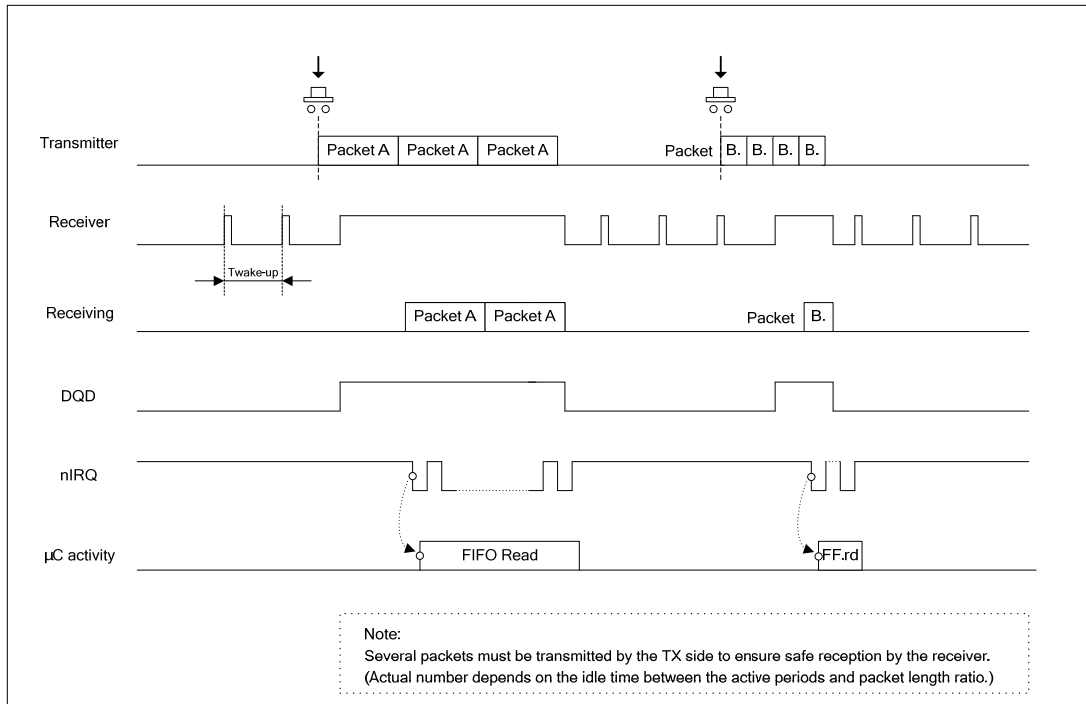 Transmitter
Packet A Packet A Packet A
Packet B. B. B. B.
Receiver
Twake-up
Receiving
Packet A Packet A
Packet B.
DQD
nIRQ
µC activity
FIFO Read
FF.rd
Note:
Several packets must be transmitted by the TX side to ensure safe reception by the receiver.
(Actual number depends on the idle time between the active periods and packet length ratio.)